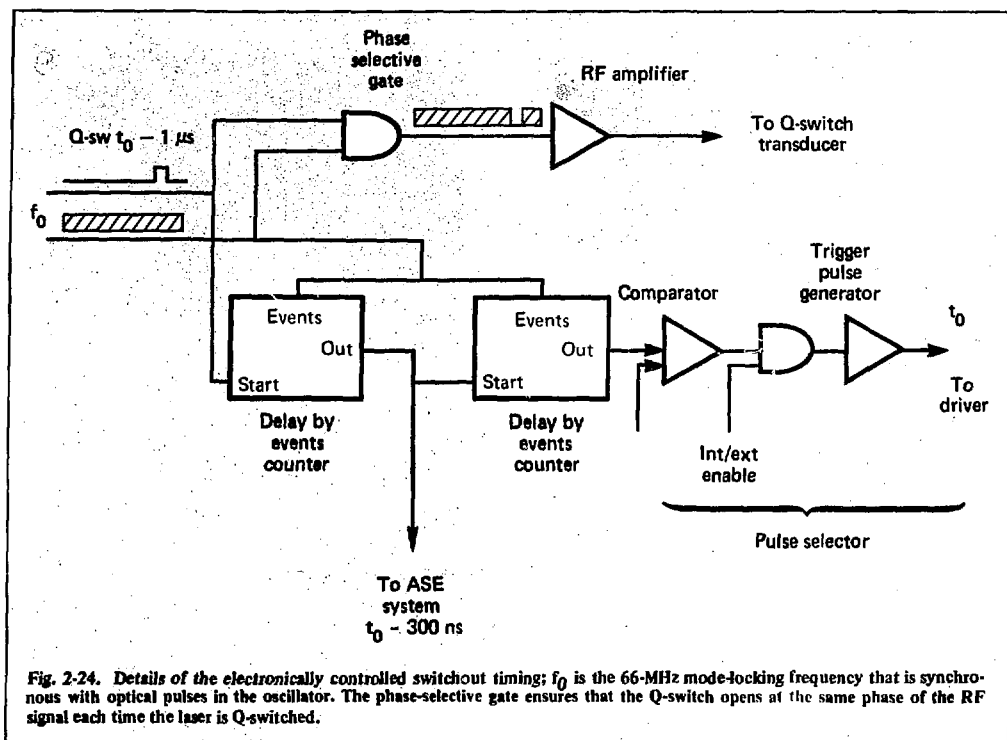 Phase
selective
gate
RF amplifier
Q-sw t0 − 1 μs
To Q-switch
transducer
f0
Trigger
pulse
generator
Comparator
t0
Events
Out
Start
Events
Out
Start
To
driver
Delay by
events
counter
Delay by
events
counter
Int/ext
enable
Pulse selector
To ASE
system
t0 - 300 ns
Fig. 2-24. Details of the electronically controlled switchout timing; f0 is the 66-MHz mode-locking frequency that is synchro-
nous with optical pulses in the oscillator. The phase-selective gate ensures that the Q-switch opens at the same phase of the RF
signal each time the laser is Q-switched.